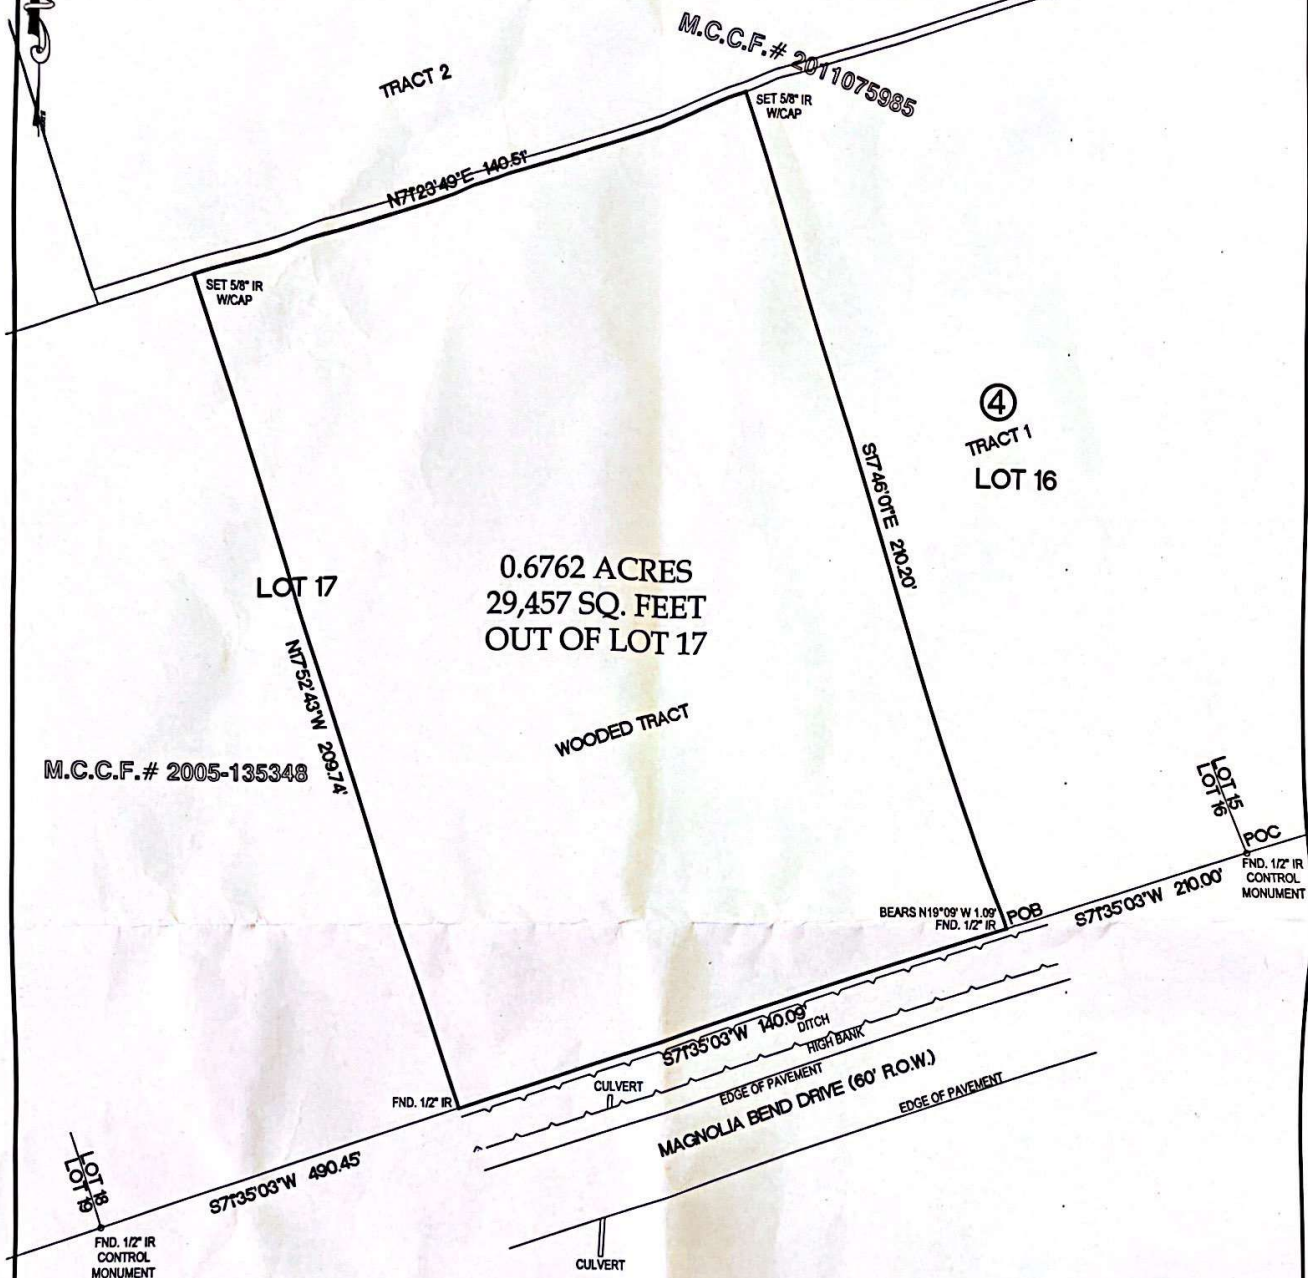 M.C.C.F.# 2011075985
TRACT 2
SET 5/8" IR
W/CAP
N71°23'49"E 140.51'
SET 5/8" IR
W/CAP
4
TRACT 1
LOT 16
S17°46'01"E 210.20'
0.6762 ACRES
29,457 SQ. FEET
OUT OF LOT 17
LOT 17
N17°52'43"W 209.74'
WOODED TRACT
M.C.C.F.# 2005-135348
LOT 15
LOT 16
POC
FND. 1/2" IR
CONTROL
MONUMENT
S71°35'03"W 210.00'
BEARS N19°09' W 1.09'
FND. 1/2" IR
POB
S71°35'03"W 140.09'
DITCH
HIGH BANK
CULVERT
EDGE OF PAVEMENT
MAGNOLIA BEND DRIVE (60' R.O.W.)
EDGE OF PAVEMENT
FND. 1/2" IR
S71°35'03"W 490.45'
LOT 18
LOT 19
FND. 1/2" IR
CONTROL
MONUMENT
CULVERT